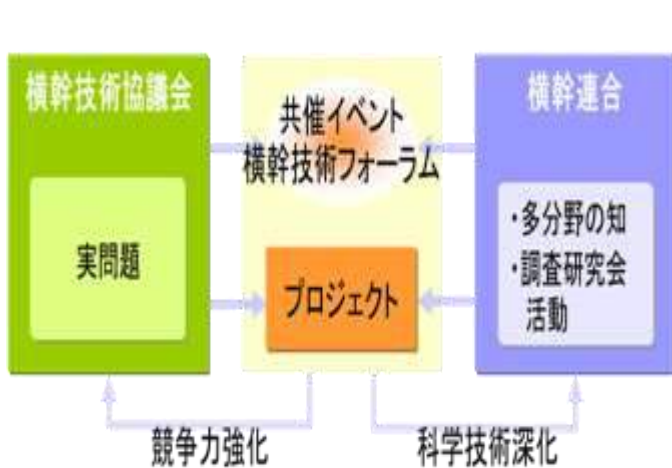 横幹技術協議会
実問題
共催イベント
横幹技術フォーラム
プロジェクト
横幹連合
・多分野の知
・調査研究会
活動
競争力強化
科学技術深化